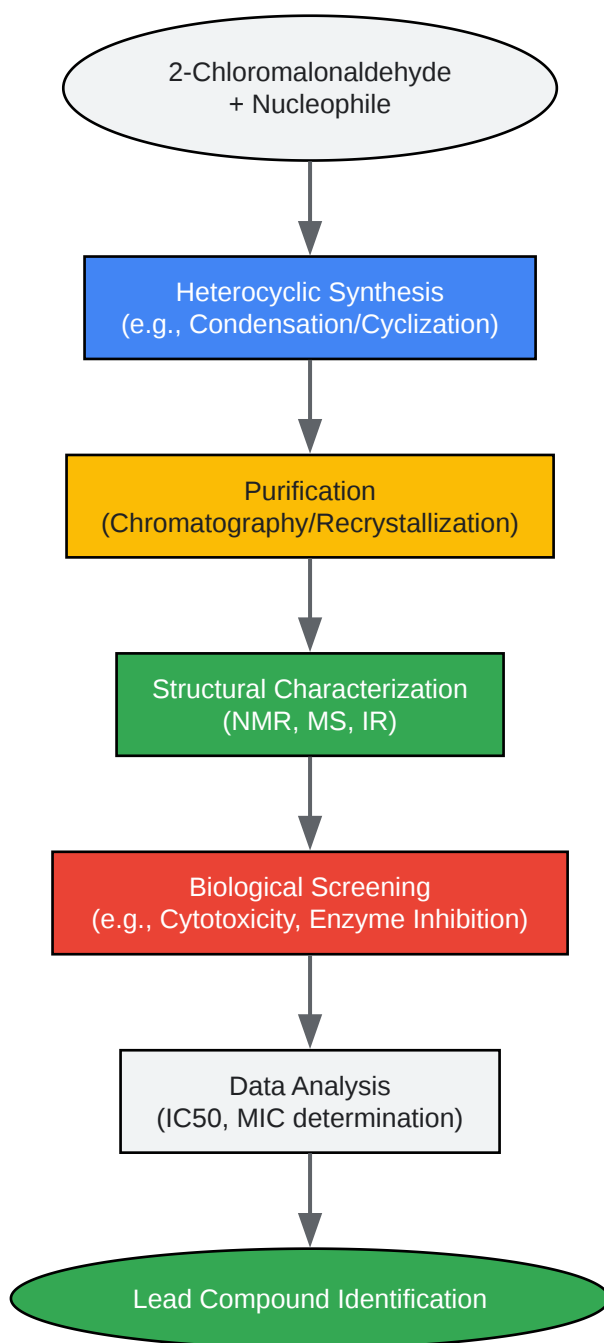 2-Chloromalonaldehyde
+ Nucleophile
Heterocyclic Synthesis
(e.g., Condensation/Cyclization)
Purification
(Chromatography/Recrystallization)
Structural Characterization
(NMR, MS, IR)
Biological Screening
(e.g., Cytotoxicity, Enzyme Inhibition)
Data Analysis
(IC50, MIC determination)
Lead Compound Identification